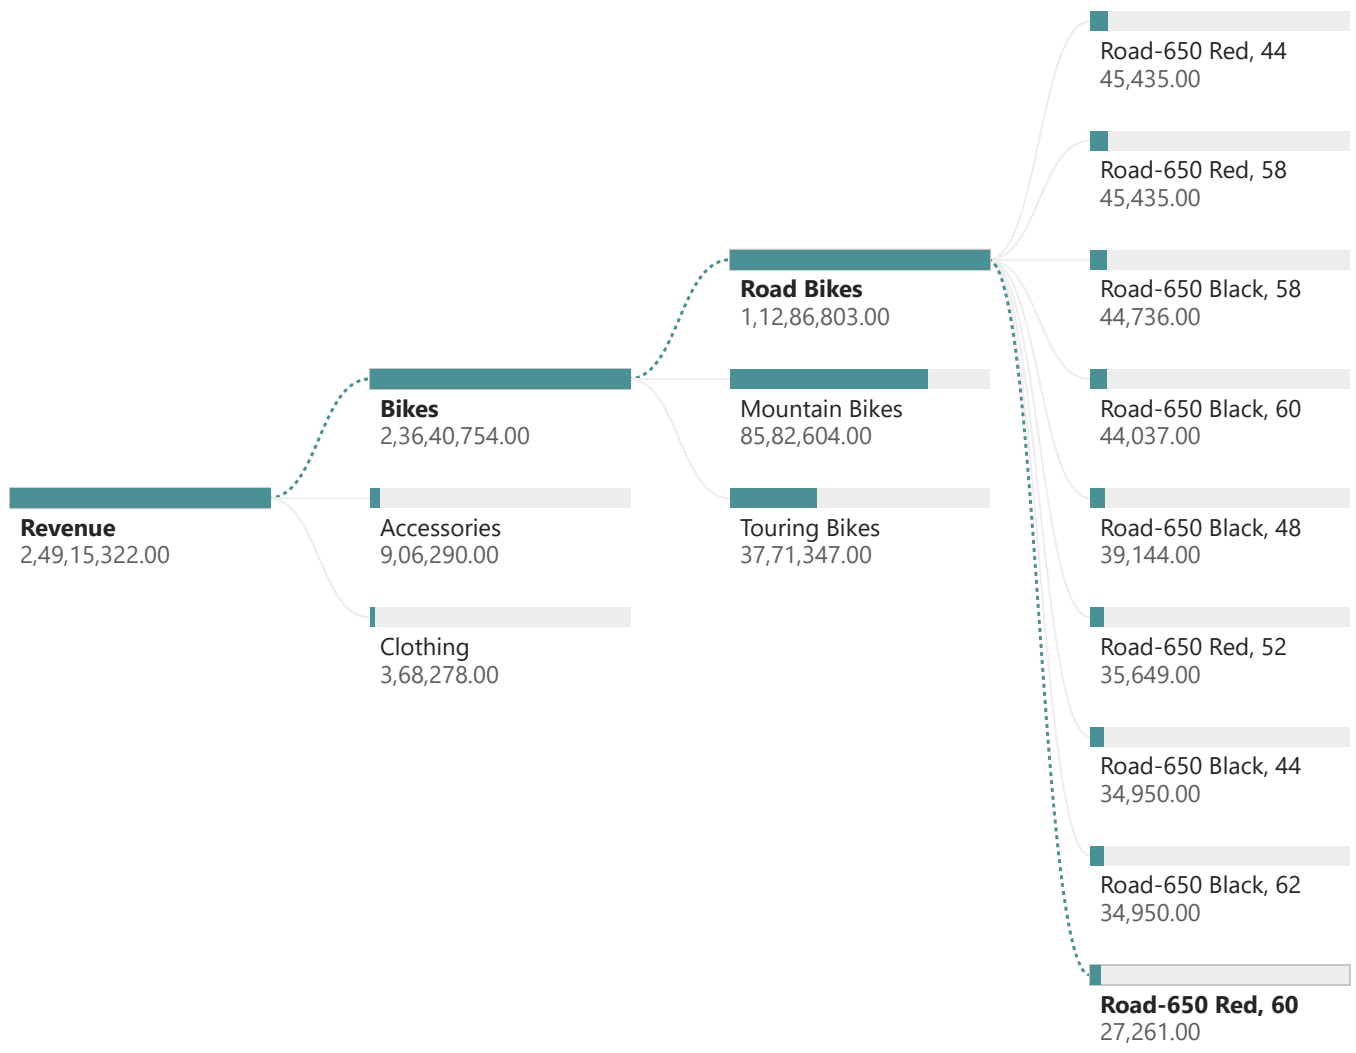 Revenue
2,49,15,322.00
Bikes
2,36,40,754.00
Accessories
9,06,290.00
Clothing
3,68,278.00
Road Bikes
1,12,86,803.00
Mountain Bikes
85,82,604.00
Touring Bikes
37,71,347.00
Road-650 Red, 44
45,435.00
Road-650 Red, 58
45,435.00
Road-650 Black, 58
44,736.00
Road-650 Black, 60
44,037.00
Road-650 Black, 48
39,144.00
Road-650 Red, 52
35,649.00
Road-650 Black, 44
34,950.00
Road-650 Black, 62
34,950.00
Road-650 Red, 60
27,261.00